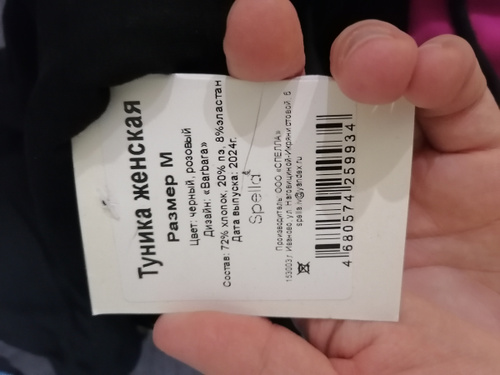 Туника женская
Размер M
Цвет: черный, розовый
Дизайн: «Barbara»
Состав: 72% хлопок, 20% пэ, 8%эластан
Дата выпуска: 2024г.
Spella
Производитель: ООО «СПЕЛЛА»
153003 г. Иваново, ул. Наговицыной-Икрянистовой, 6
spella.iv@yandex.ru
4 680574 259934